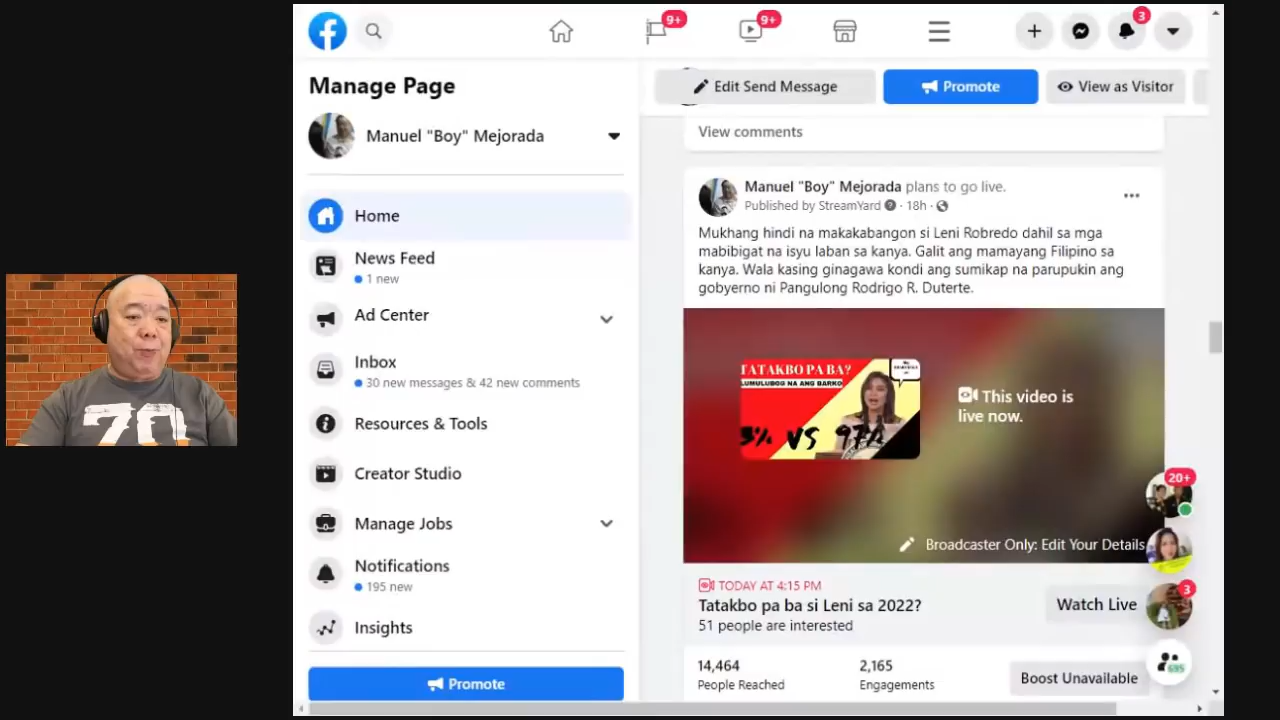 9+
9+
3
Manage Page
Edit Send Message
Promote
View as Visitor
Manuel "Boy" Mejorada
View comments
Home
News Feed
1 new
Ad Center
Inbox
30 new messages & 42 new comments
Resources & Tools
Creator Studio
Manage Jobs
Notifications
195 new
Insights
Promote
Manuel "Boy" Mejorada plans to go live.
Published by StreamYard · 18h ·
Mukhang hindi na makakabangon si Leni Robredo dahil sa mga
mabibigat na isyu laban sa kanya. Galit ang mamayang Filipino sa
kanya. Wala kasing ginagawa kondi ang sumikap na parupukin ang
gobyerno ni Pangulong Rodrigo R. Duterte.
TATAKBO PA BA?
LUMULUBOG NA ANG BARKO
3% VS 97%
This video is
live now.
20+
Broadcaster Only: Edit Your Details
TODAY AT 4:15 PM
Tatakbo pa ba si Leni sa 2022?
51 people are interested
Watch Live
3
14,464
People Reached
2,165
Engagements
Boost Unavailable
695
70